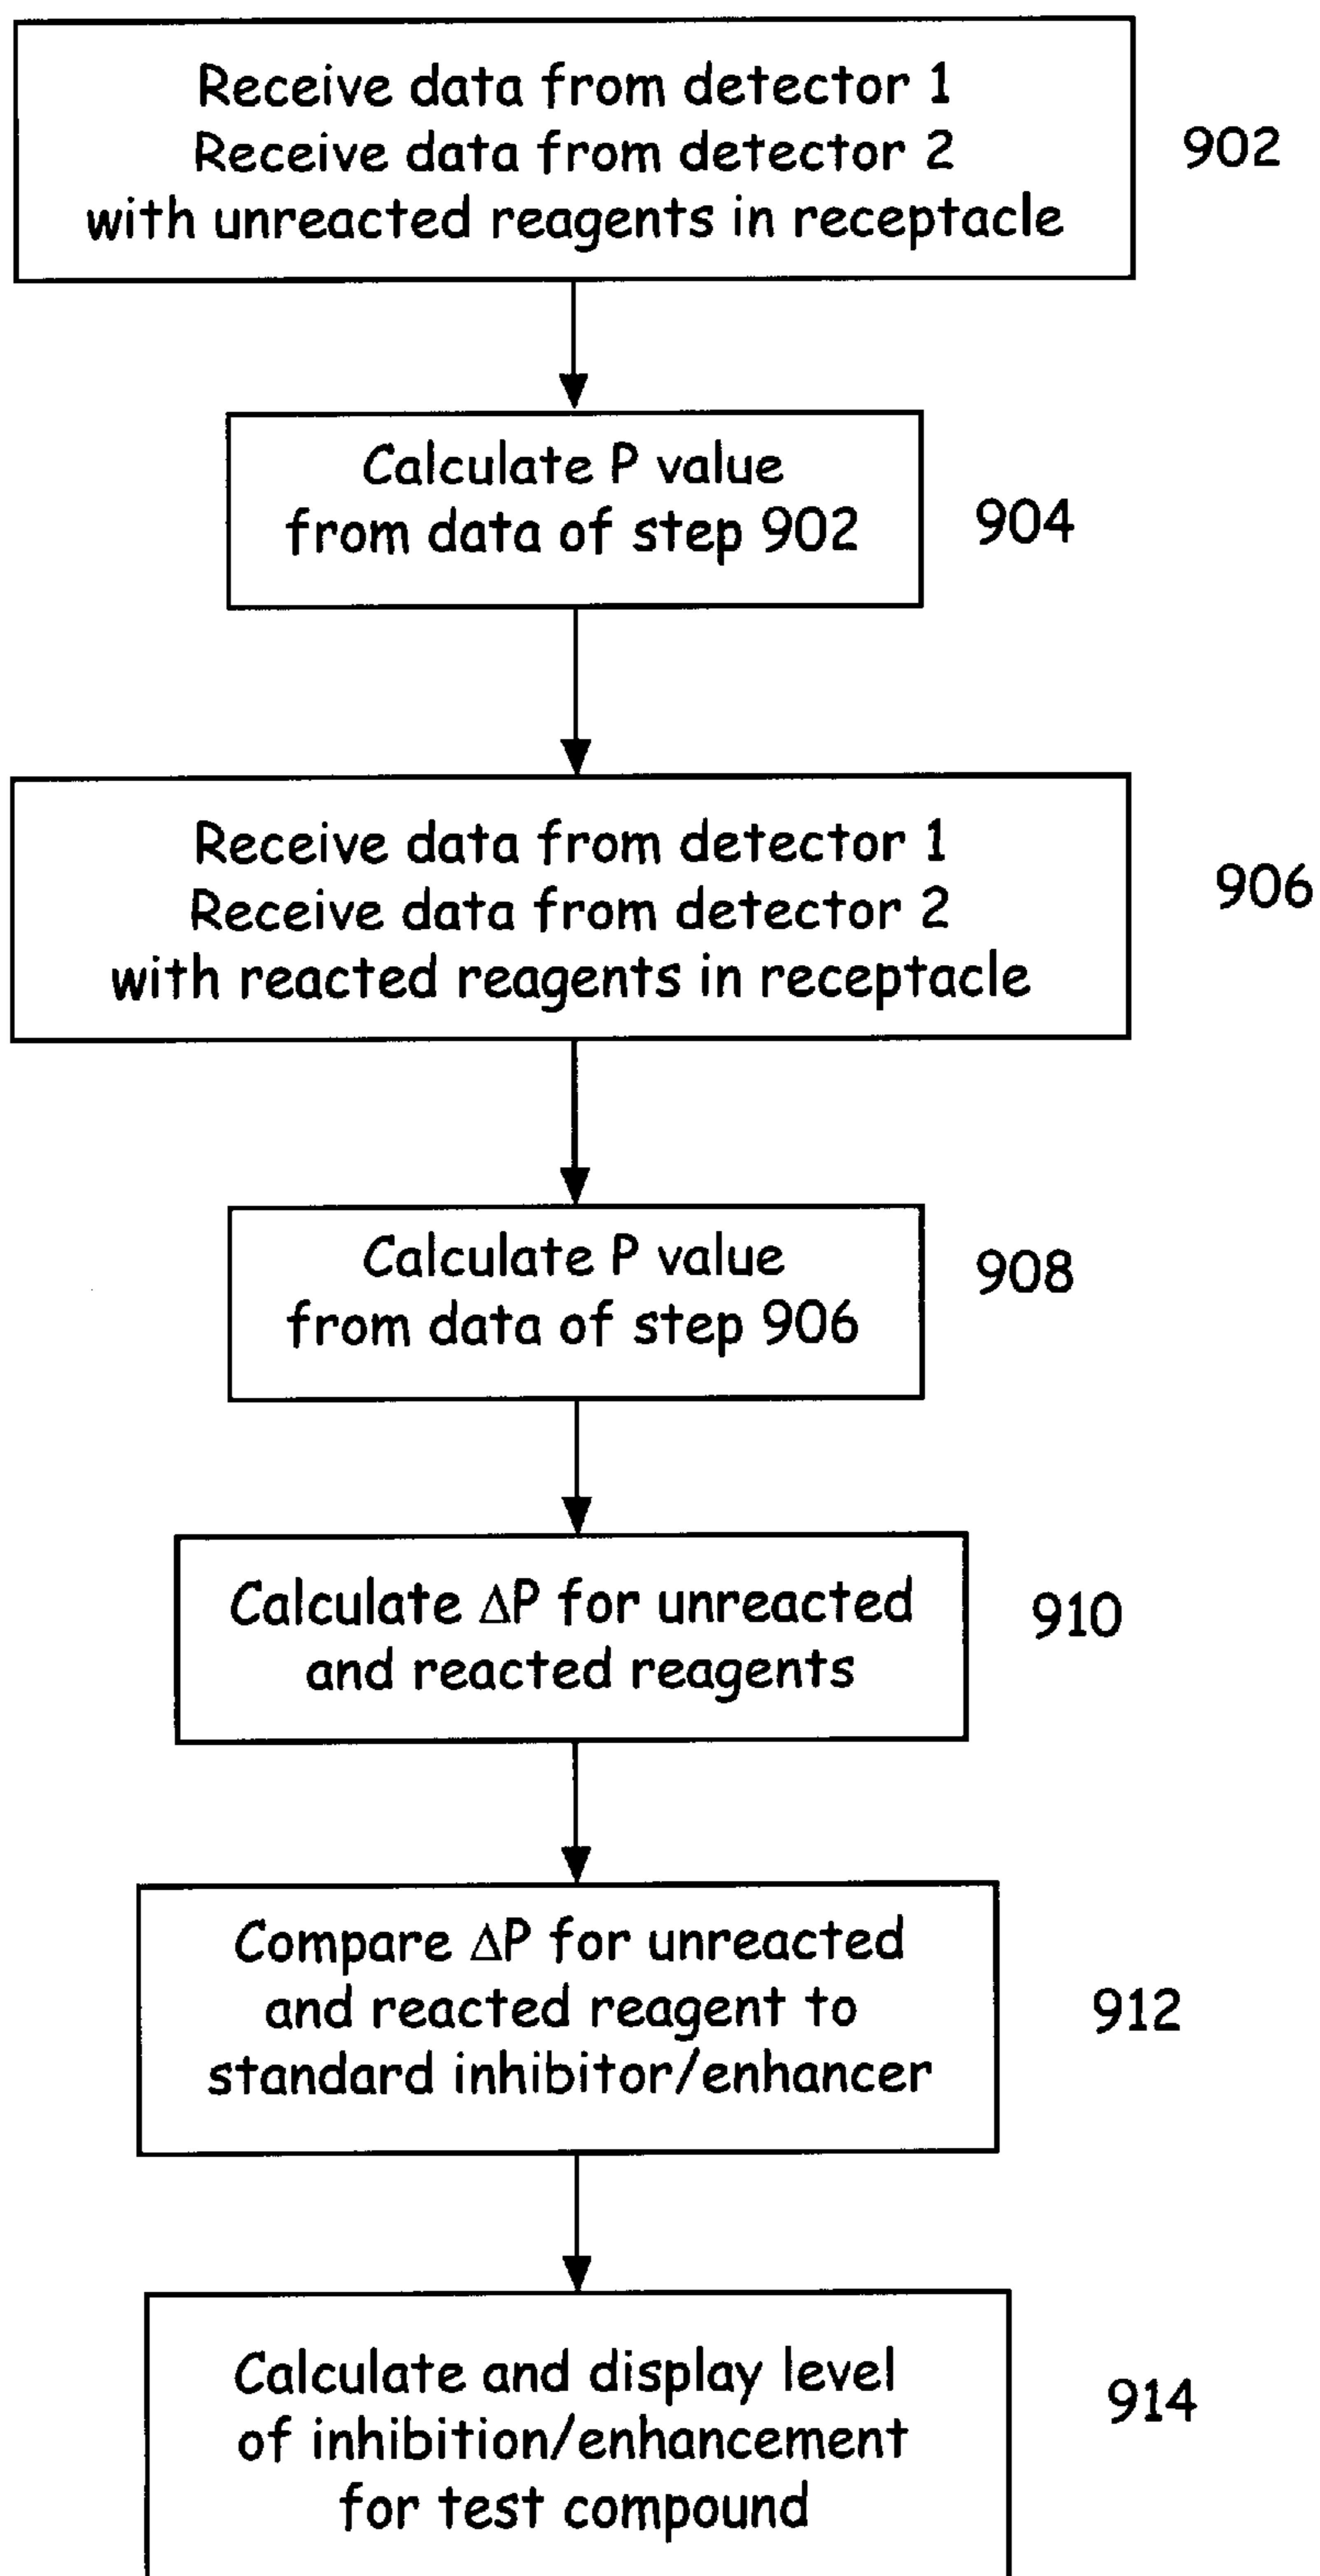 Receive data from detector 1
Receive data from detector 2
with unreacted reagents in receptacle
902
Calculate P value
from data of step 902
904
Receive data from detector 1
Receive data from detector 2
with reacted reagents in receptacle
906
Calculate P value
from data of step 906
908
Calculate ΔP for unreacted
and reacted reagents
910
Compare ΔP for unreacted
and reacted reagent to
standard inhibitor/enhancer
912
Calculate and display level
of inhibition/enhancement
for test compound
914